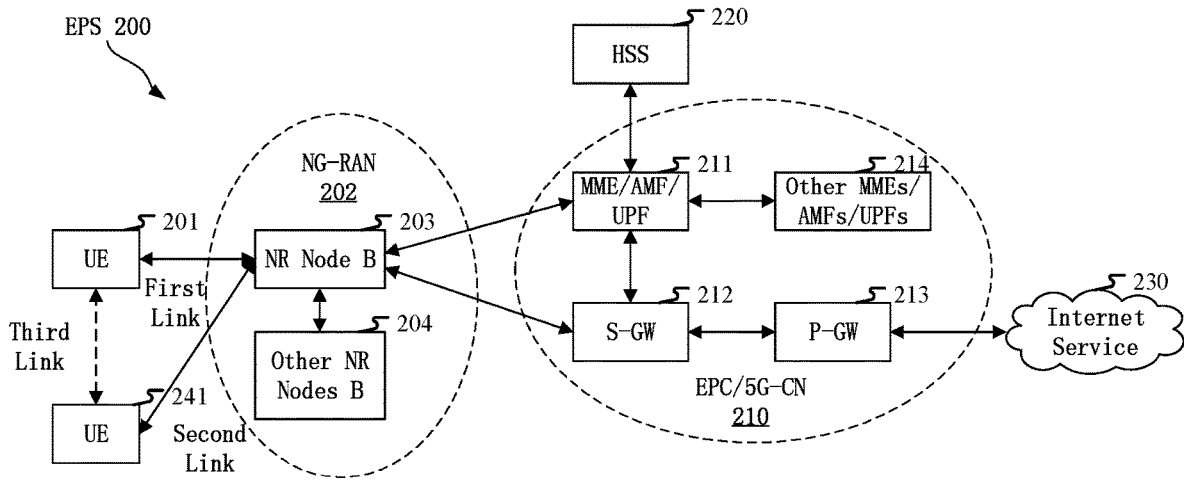 EPS 200
220
HSS
NG-RAN
202
211
MME/AMF/
UPF
214
Other MMEs/
AMFs/UPFs
201
UE
203
NR Node B
First
Link
Third
Link
204
Other NR
Nodes B
212
S-GW
213
P-GW
230
Internet
Service
EPC/5G-CN
210
241
UE
Second
Link